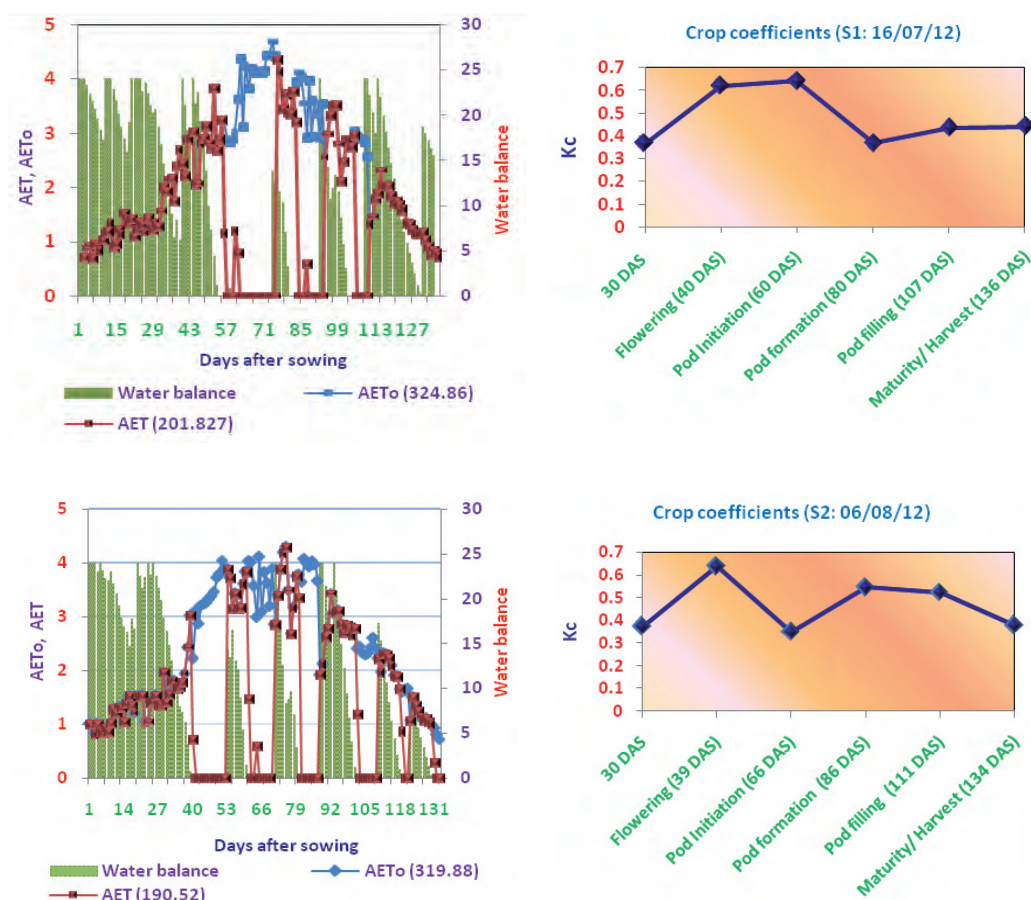 5
4
3
2
1
0
AET, AETo
30
25
20
15
10
5
0
Water balance
1 15 29 43 57 71 85 99 113 127
Days after sowing
Water balance
AETo (324.86)
AET (201.827)
Crop coefficients (S1: 16/07/12)
0.7
0.6
0.5
0.4
0.3
0.2
0.1
0
Kc
30 DAS
Flowering (40 DAS)
Pod Initiation (60 DAS)
Pod formation (80 DAS)
Pod filling (107 DAS)
Maturity/ Harvest (136 DAS)
5
4
3
2
1
0
AETo, AET
30
25
20
15
10
5
0
Water balance
1 14 27 40 53 66 79 92 105 118 131
Days after sowing
Water balance
AETo (319.88)
AET (190.52)
Crop coefficients (S2: 06/08/12)
0.7
0.6
0.5
0.4
0.3
0.2
0.1
0
Kc
30 DAS
Flowering (39 DAS)
Pod Initiation (66 DAS)
Pod formation (86 DAS)
Pod filling (111 DAS)
Maturity/ Harvest (134 DAS)